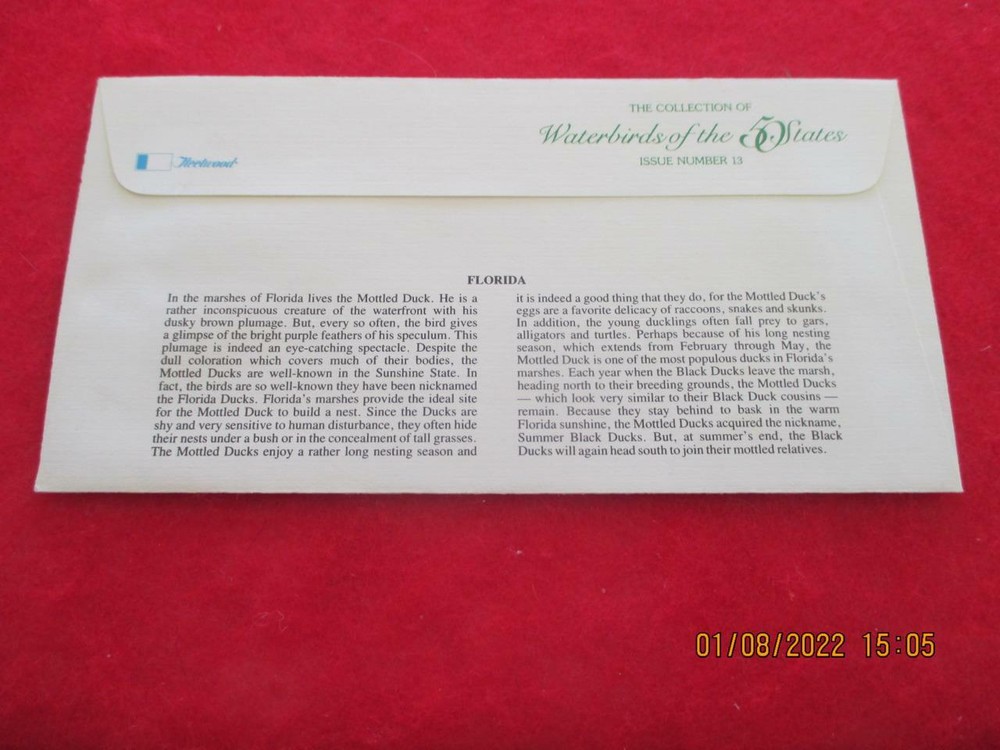 THE COLLECTION OF
Waterbirds of the 50 States
ISSUE NUMBER 13
Fleetwood
FLORIDA
In the marshes of Florida lives the Mottled Duck. He is a
rather inconspicuous creature of the waterfront with his
dusky brown plumage. But, every so often, the bird gives
a glimpse of the bright purple feathers of his speculum. This
plumage is indeed an eye-catching spectacle. Despite the
dull coloration which covers much of their bodies, the
Mottled Ducks are well-known in the Sunshine State. In
fact, the birds are so well-known they have been nicknamed
the Florida Ducks. Florida's marshes provide the ideal site
for the Mottled Duck to build a nest. Since the Ducks are
shy and very sensitive to human disturbance, they often hide
their nests under a bush or in the concealment of tall grasses.
The Mottled Ducks enjoy a rather long nesting season and
it is indeed a good thing that they do, for the Mottled Duck's
eggs are a favorite delicacy of raccoons, snakes and skunks.
In addition, the young ducklings often fall prey to gars,
alligators and turtles. Perhaps because of his long nesting
season, which extends from February through May, the
Mottled Duck is one of the most populous ducks in Florida's
marshes. Each year when the Black Ducks leave the marsh,
heading north to their breeding grounds, the Mottled Ducks
— which look very similar to their Black Duck cousins —
remain. Because they stay behind to bask in the warm
Florida sunshine, the Mottled Ducks acquired the nickname,
Summer Black Ducks. But, at summer's end, the Black
Ducks will again head south to join their mottled relatives.
01/08/2022 15:05